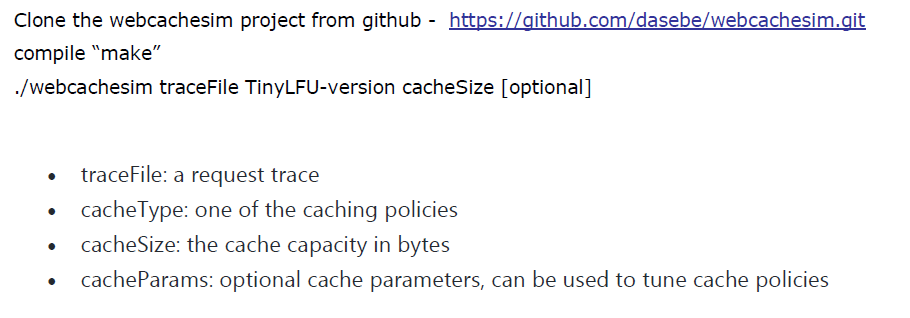 Clone the webcachesim project from github - https://github.com/dasebe/webcachesim.git
compile “make”
./webcachesim traceFile TinyLFU-version cacheSize [optional]
• traceFile: a request trace
• cacheType: one of the caching policies
• cacheSize: the cache capacity in bytes
• cacheParams: optional cache parameters, can be used to tune cache policies